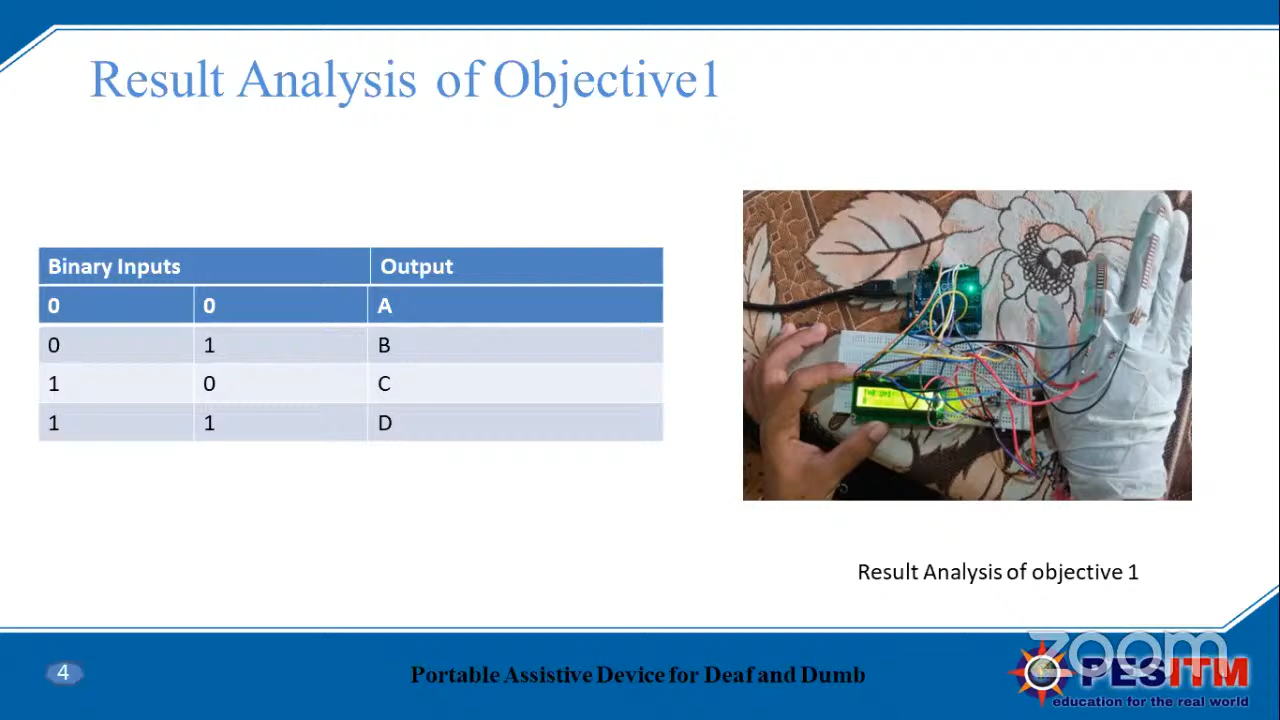 Result Analysis of Objective1
Binary Inputs Output
0 0 A
0 1 B
1 0 C
1 1 D
Result Analysis of objective 1
4
Portable Assistive Device for Deaf and Dumb
zoom
PESITM
education for the real world